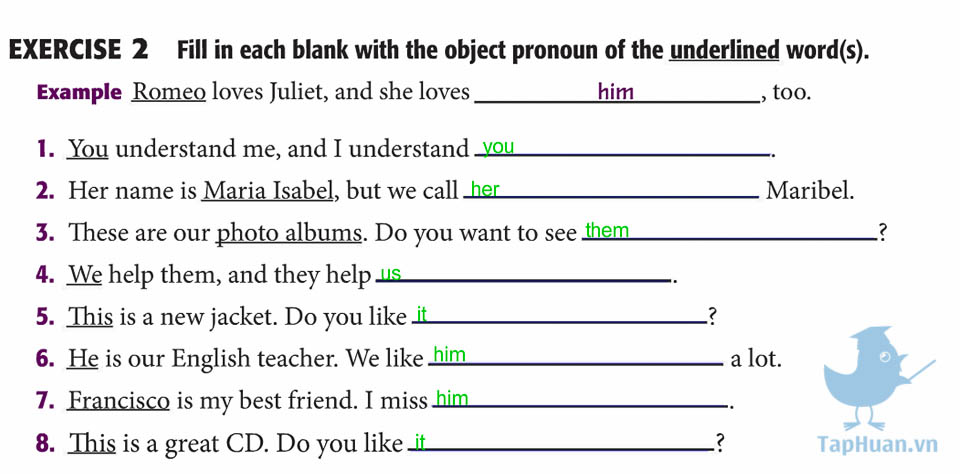 EXERCISE 2 Fill in each blank with the object pronoun of the underlined word(s).
Example Romeo loves Juliet, and she loves him, too.
1. You understand me, and I understand you.
2. Her name is Maria Isabel, but we call her Maribel.
3. These are our photo albums. Do you want to see them?
4. We help them, and they help us.
5. This is a new jacket. Do you like it?
6. He is our English teacher. We like him a lot.
7. Francisco is my best friend. I miss him.
8. This is a great CD. Do you like it?
TapHuan.vn